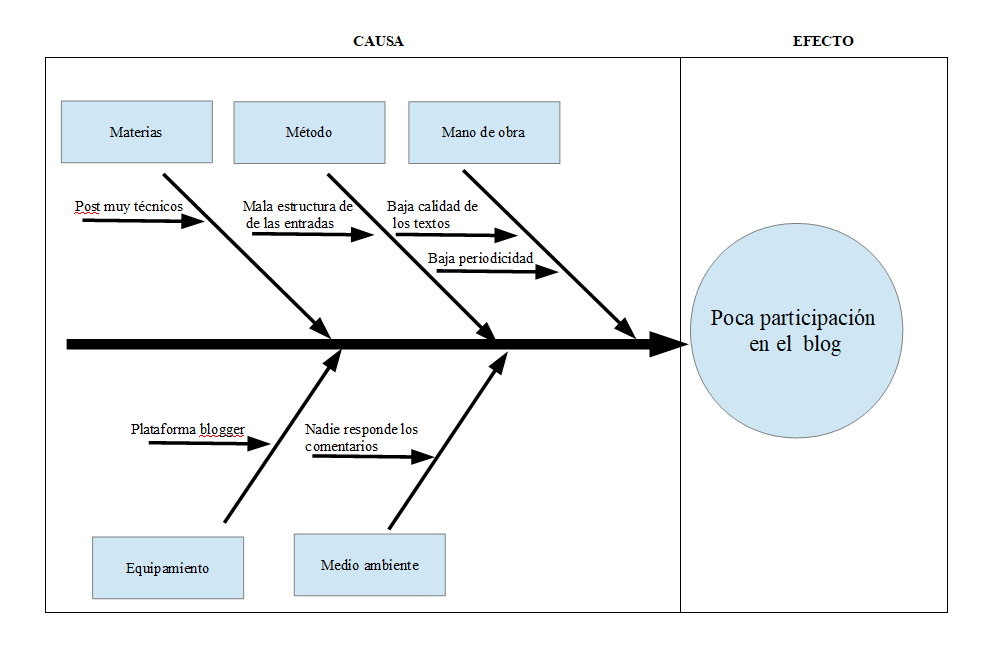 CAUSA
EFECTO
Materias
Método
Mano de obra
Post muy técnicos
Mala estructura de
de las entradas
Baja calidad de
los textos
Baja periodicidad
Poca participación
en el blog
Plataforma blogger
Nadie responde los
comentarios
Equipamiento
Medio ambiente